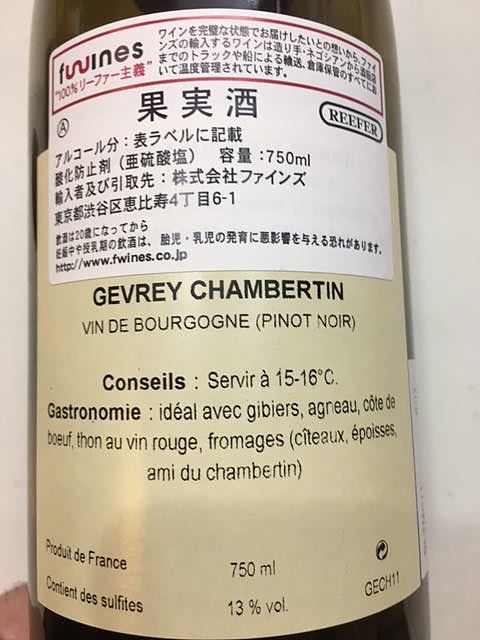 fwines
"100%リーファー主義"
ワインを完璧な状態でお届けしたいとの想いから、ファイ
ンズの輸入するワインは造り手・ネゴシアンから酒販店
までのトラックや船による輸送、倉庫保管のすべてにお
いて温度管理されています。
果実酒
Ⓐ
REEFER
アルコール分：表ラベルに記載
酸化防止剤（亜硫酸塩） 容量：750ml
輸入者及び引取先：株式会社ファインズ
東京都渋谷区恵比寿4丁目6-1
飲酒は20歳になってから
妊娠中や授乳期の飲酒は、胎児・乳児の発育に悪影響を与える恐れがあります。
http://www.fwines.co.jp
GEVREY CHAMBERTIN
VIN DE BOURGOGNE (PINOT NOIR)
Conseils : Servir à 15-16°C.
Gastronomie : idéal avec gibiers, agneau, côte de
boeuf, thon au vin rouge, fromages (cîteaux, époisses,
ami du chambertin)
Produit de France
750 ml
Contient des sulfites
13 % vol.
GECH11